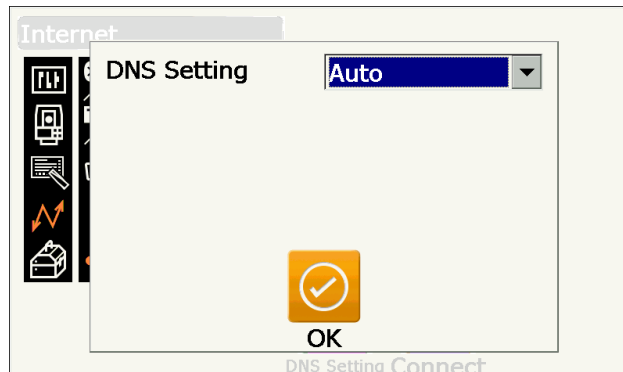 Internet
DNS Setting
Auto
OK
DNS Setting Connect